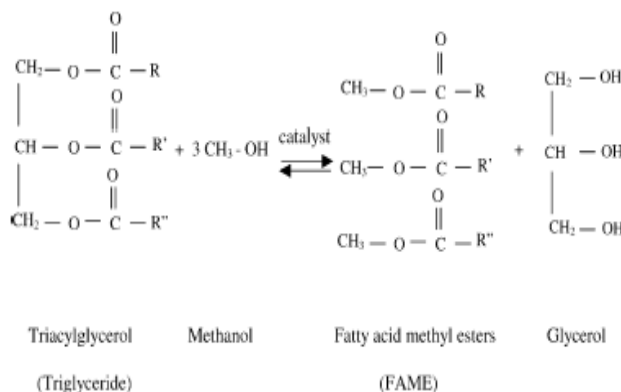 O
O
CH2 — O — C — R
CH3 — O — C — R
CH2 — OH
O
O
CH — O — C — R' + 3 CH3 - OH
catalyst
CH3 — O — C — R'
+
CH — OH
O
O
CH2 — O — C — R"
CH3 — O — C — R"
CH2 — OH
Triacylglycerol Methanol Fatty acid methyl esters Glycerol
(Triglyceride) (FAME)